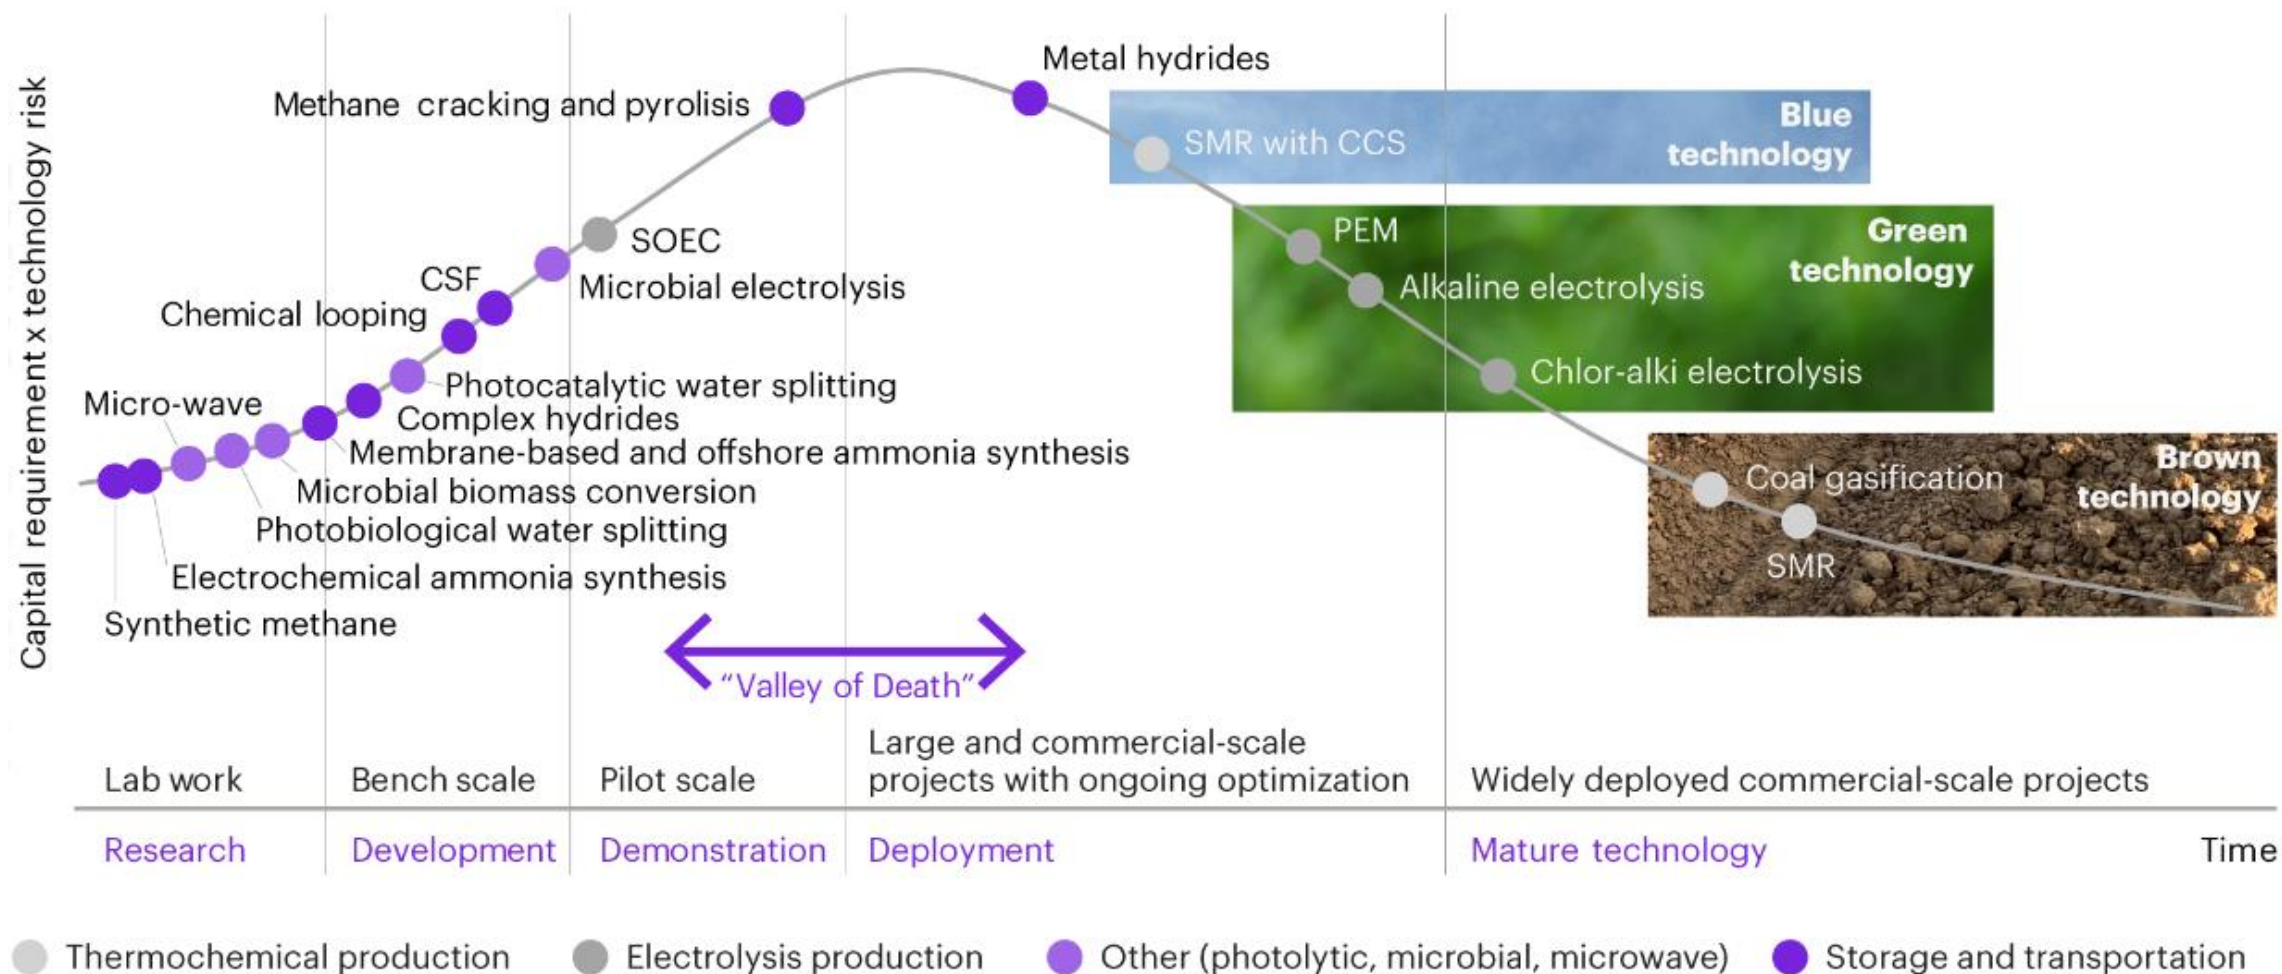 Capital requirement x technology risk
Metal hydrides
Methane cracking and pyrolisis
Blue
technology
SMR with CCS
Green
technology
PEM
SOEC
CSF
Microbial electrolysis
Alkaline electrolysis
Chemical looping
Chlor-alki electrolysis
Photocatalytic water splitting
Micro-wave
Complex hydrides
Membrane-based and offshore ammonia synthesis
Brown
technology
Coal gasification
Microbial biomass conversion
Photobiological water splitting
SMR
Electrochemical ammonia synthesis
Synthetic methane
“Valley of Death”
Lab work
Bench scale
Pilot scale
Large and commercial-scale
projects with ongoing optimization
Widely deployed commercial-scale projects
Research
Development
Demonstration
Deployment
Mature technology
Time
Thermochemical production
Electrolysis production
Other (photolytic, microbial, microwave)
Storage and transportation